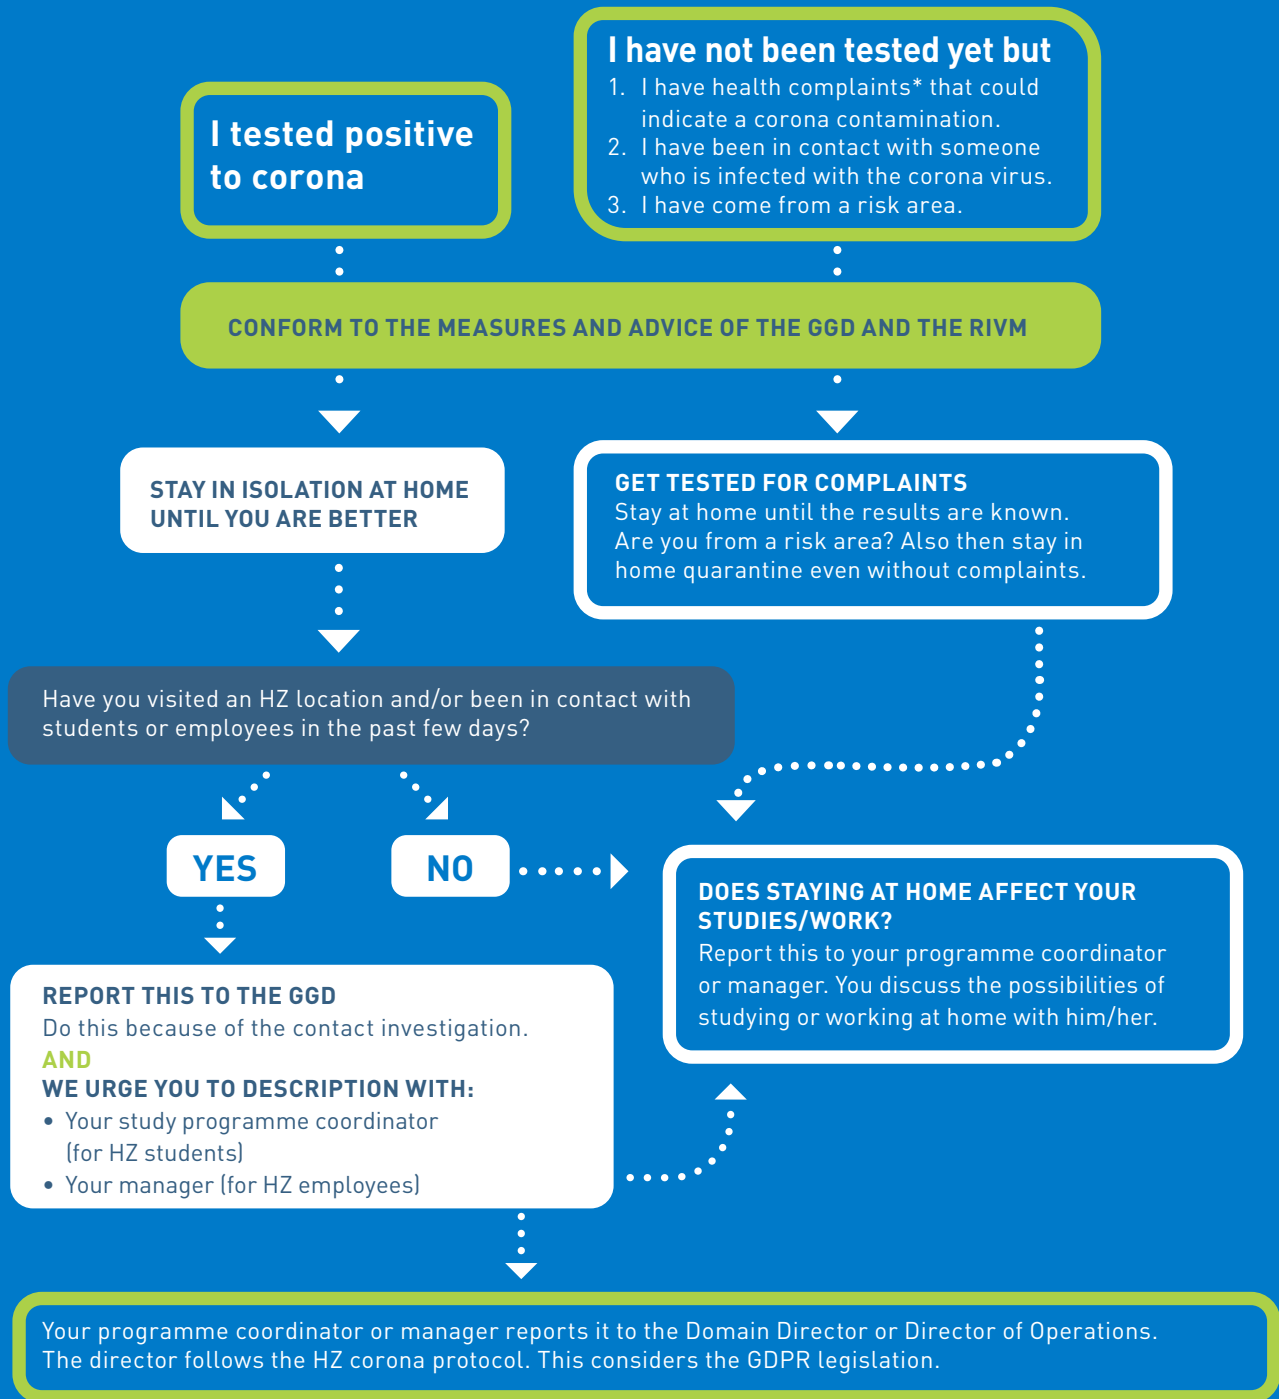 I tested positive
to corona
I have not been tested yet but
1. I have health complaints* that could
indicate a corona contamination.
2. I have been in contact with someone
who is infected with the corona virus.
3. I have come from a risk area.
CONFORM TO THE MEASURES AND ADVICE OF THE GGD AND THE RIVM
STAY IN ISOLATION AT HOME
UNTIL YOU ARE BETTER
GET TESTED FOR COMPLAINTS
Stay at home until the results are known.
Are you from a risk area? Also then stay in
home quarantine even without complaints.
Have you visited an HZ location and/or been in contact with
students or employees in the past few days?
YES
NO
DOES STAYING AT HOME AFFECT YOUR
STUDIES/WORK?
Report this to your programme coordinator
or manager. You discuss the possibilities of
studying or working at home with him/her.
REPORT THIS TO THE GGD
Do this because of the contact investigation.
AND
WE URGE YOU TO DESCRIPTION WITH:
• Your study programme coordinator
(for HZ students)
• Your manager (for HZ employees)
Your programme coordinator or manager reports it to the Domain Director or Director of Operations.
The director follows the HZ corona protocol. This considers the GDPR legislation.